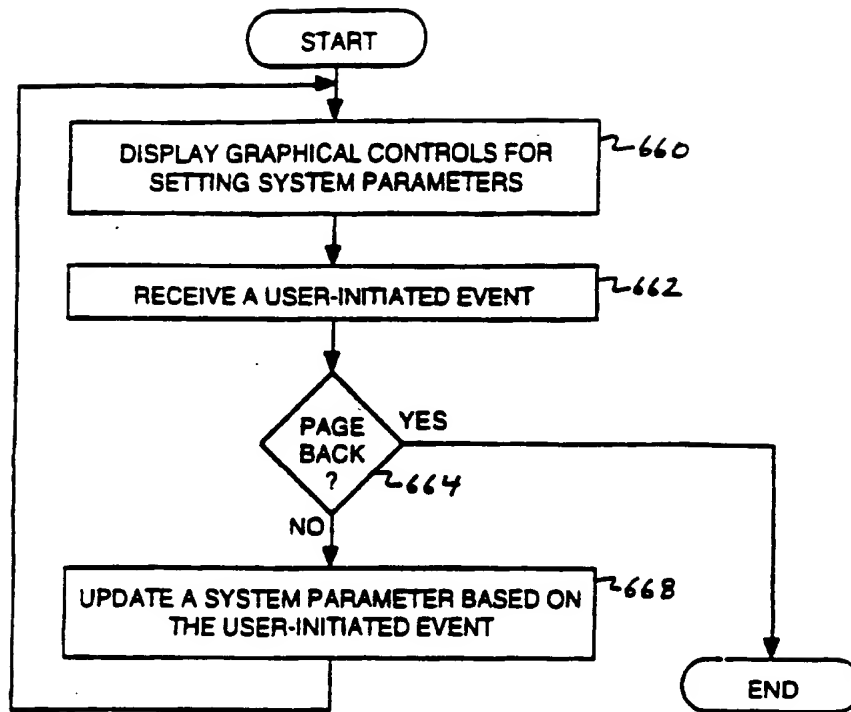 START
DISPLAY GRAPHICAL CONTROLS FOR
SETTING SYSTEM PARAMETERS
660
RECEIVE A USER-INITIATED EVENT
662
PAGE
BACK
?
YES
664
NO
UPDATE A SYSTEM PARAMETER BASED ON
THE USER-INITIATED EVENT
668
END